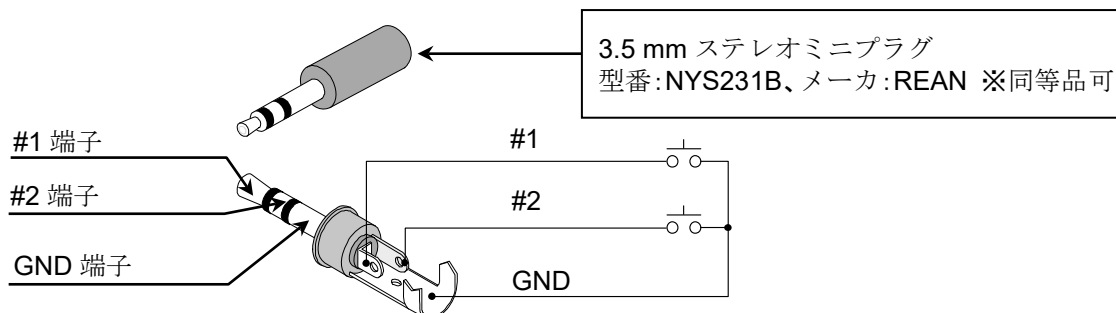 3.5 mm ステレオミニプラグ
型番:NYS231B、メーカ:REAN ※同等品可
#1 端子
#2 端子
GND 端子
#1
#2
GND